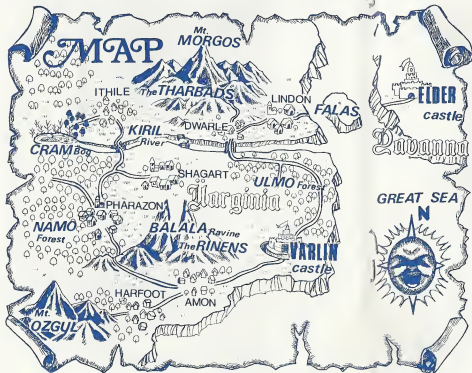 MAP
Mt.
MORGOS
The THARBADS
ITHILE
LINDON
FALAS
ELDER
castle
Lavanna
DWARLE
KIRIL
River
CRAM Bog
SHAGART
Varginia
ULMO Forest
GREAT SEA
N
PHARAZON
NAMO
Forest
BALALA Ravine
The RINENS
VARLIN
castle
HARFOOT
AMON
Mt.
OZGUL